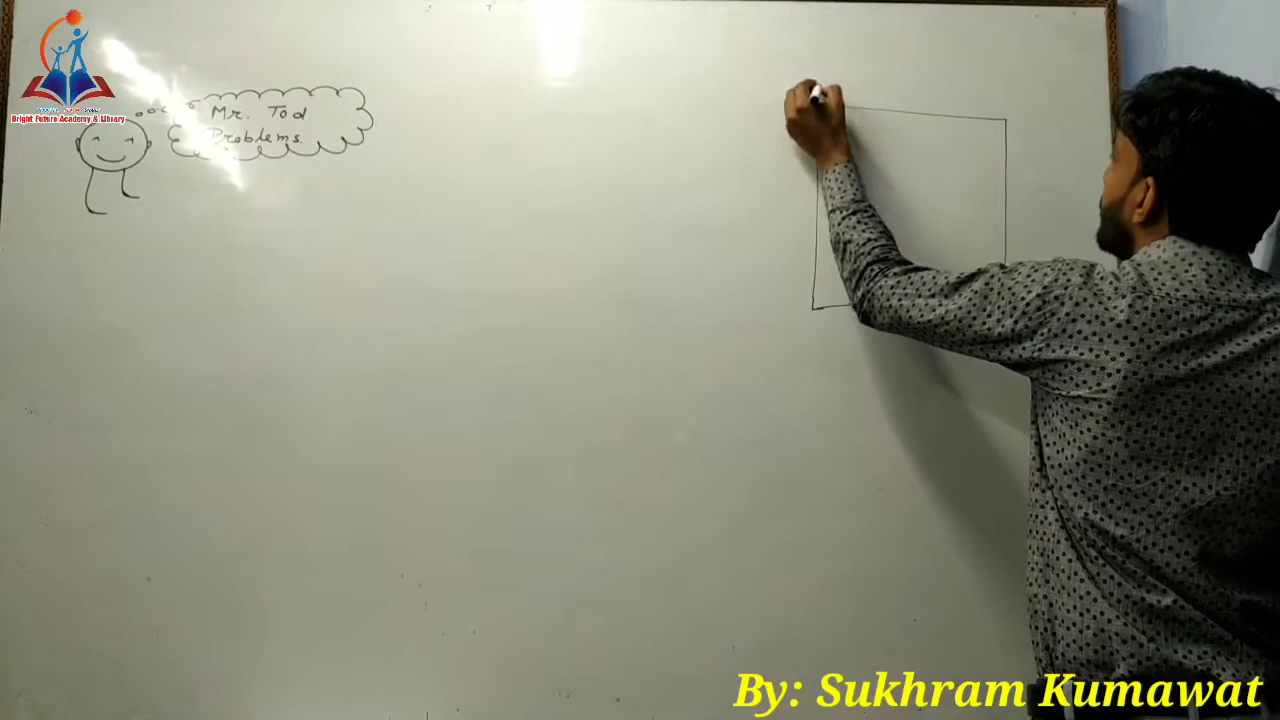 Bright Future Academy & Library
Mr. Tod
Problems.
By: Sukhram Kumawat